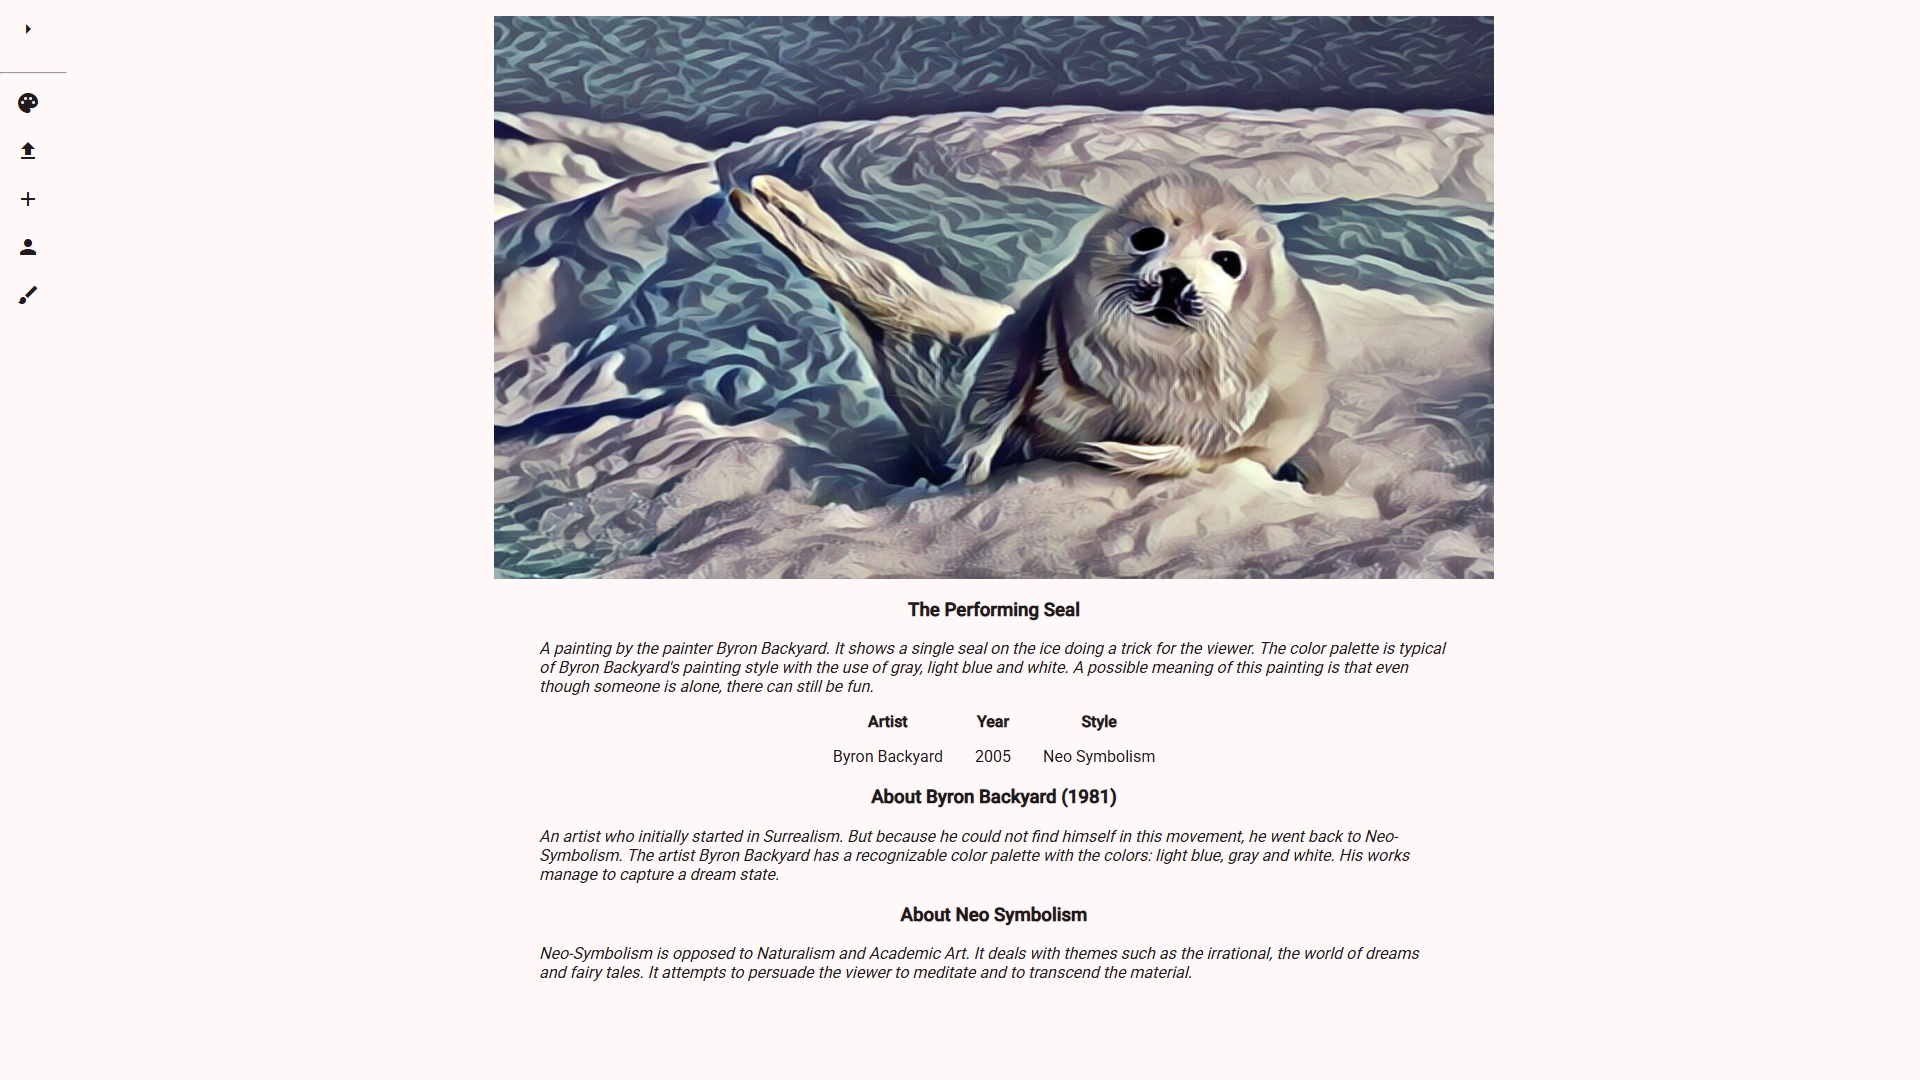 The Performing Seal
A painting by the painter Byron Backyard. It shows a single seal on the ice doing a trick for the viewer. The color palette is typical
of Byron Backyard's painting style with the use of gray, light blue and white. A possible meaning of this painting is that even
though someone is alone, there can still be fun.
Artist Year Style
Byron Backyard 2005 Neo Symbolism
About Byron Backyard (1981)
An artist who initially started in Surrealism. But because he could not find himself in this movement, he went back to Neo-
Symbolism. The artist Byron Backyard has a recognizable color palette with the colors: light blue, gray and white. His works
manage to capture a dream state.
About Neo Symbolism
Neo-Symbolism is opposed to Naturalism and Academic Art. It deals with themes such as the irrational, the world of dreams
and fairy tales. It attempts to persuade the viewer to meditate and to transcend the material.